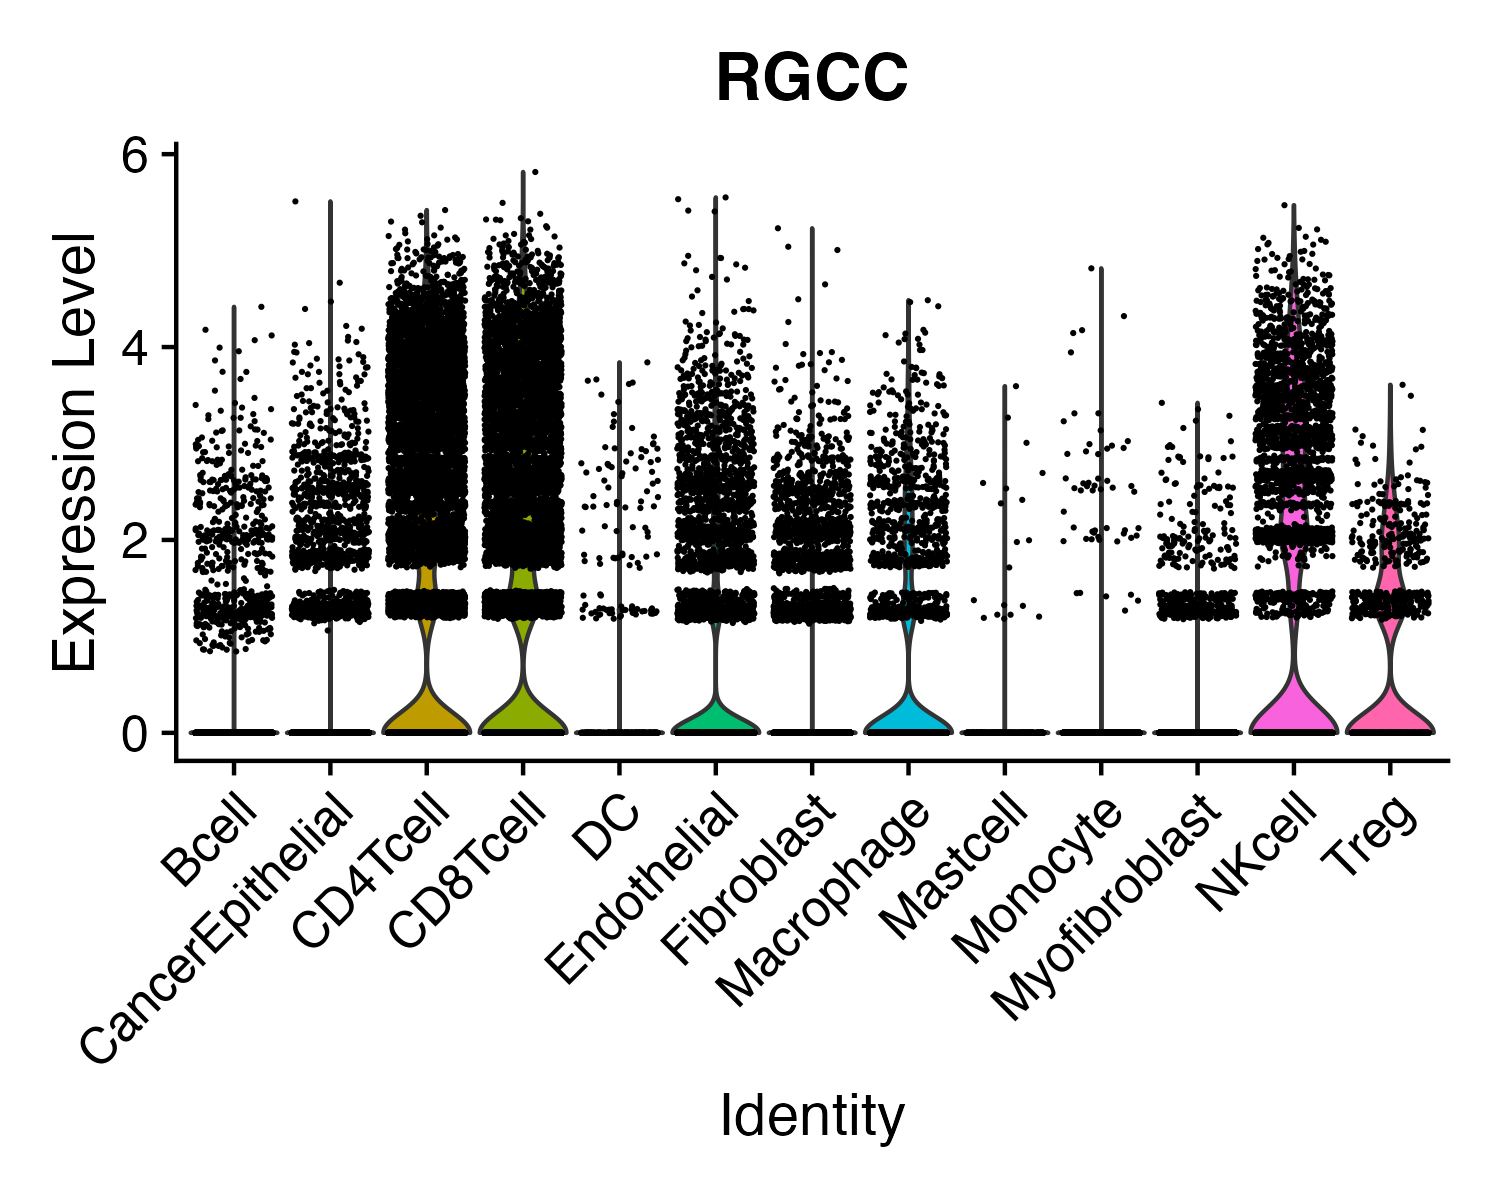 RGCC
Expression Level
6
4
2
0
Bcell
CancerEpithelial
CD4Tcell
CD8Tcell
DC
Endothelial
Fibroblast
Macrophage
Mastcell
Monocyte
Myofibroblast
NKcell
Treg
Identity